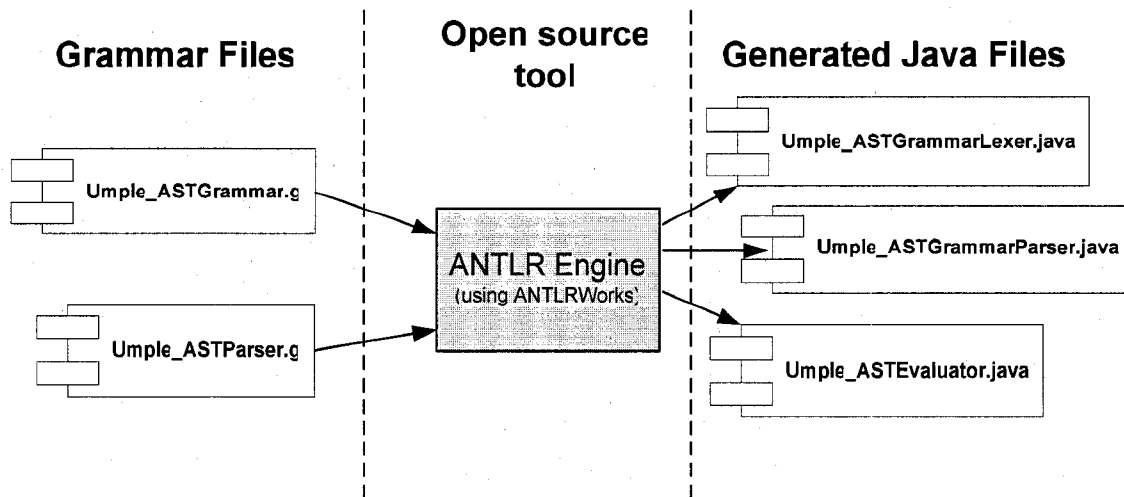 Grammar Files
Open source
tool
Generated Java Files
Umple_ASTGrammar.g
Umple_ASTParser.g
ANTLR Engine
(using ANTLRWorks)
Umple_ASTGrammarLexer.java
Umple_ASTGrammarParser.java
Umple_ASTEvaluator.java